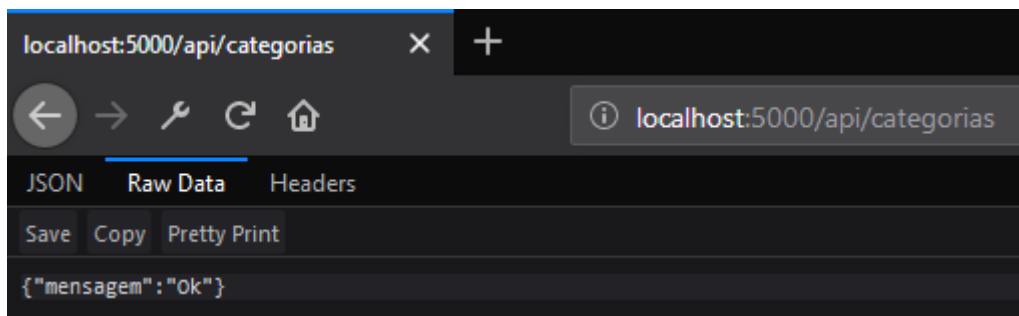 localhost:5000/api/categorias
localhost:5000/api/categorias
JSON Raw Data Headers
Save Copy Pretty Print
{"mensagem":"Ok"}